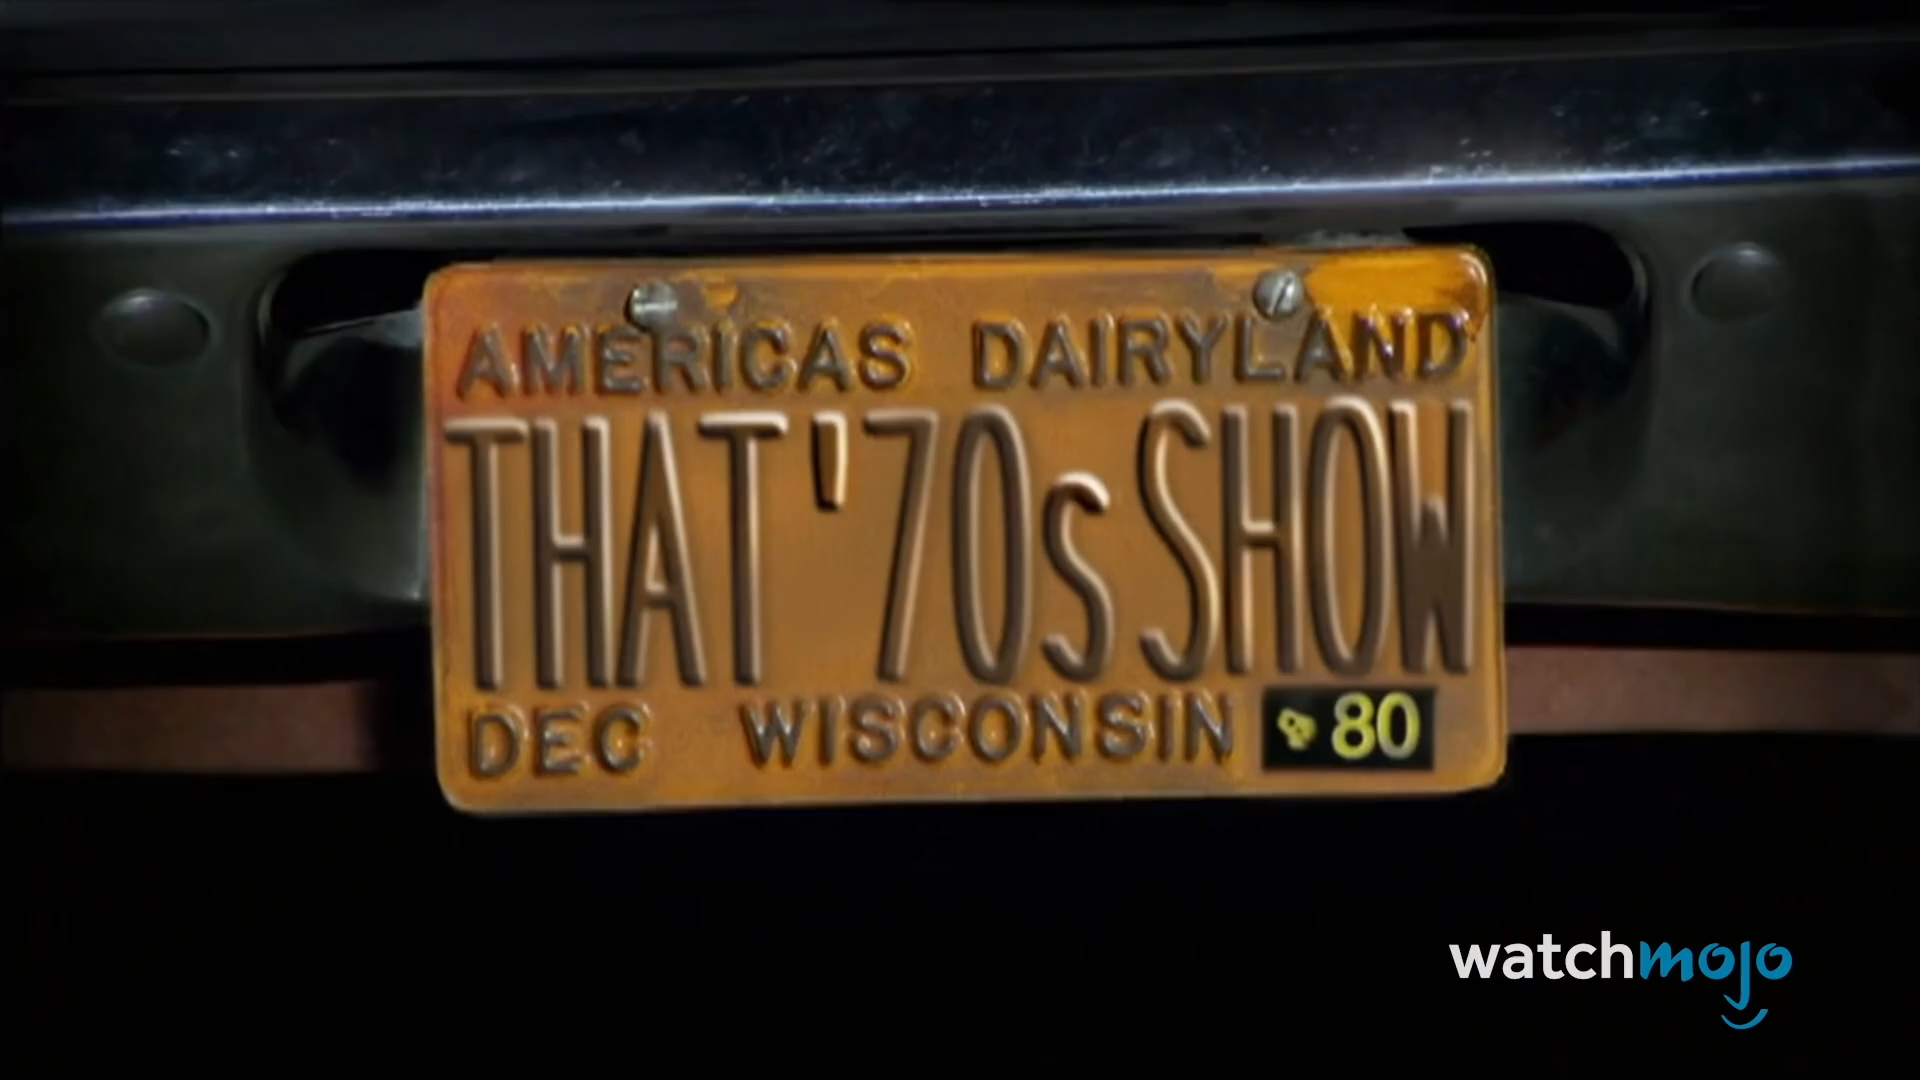 AMERICAS DAIRYLAND
THAT '70s SHOW
DEC WISCONSIN 80
watchmojo